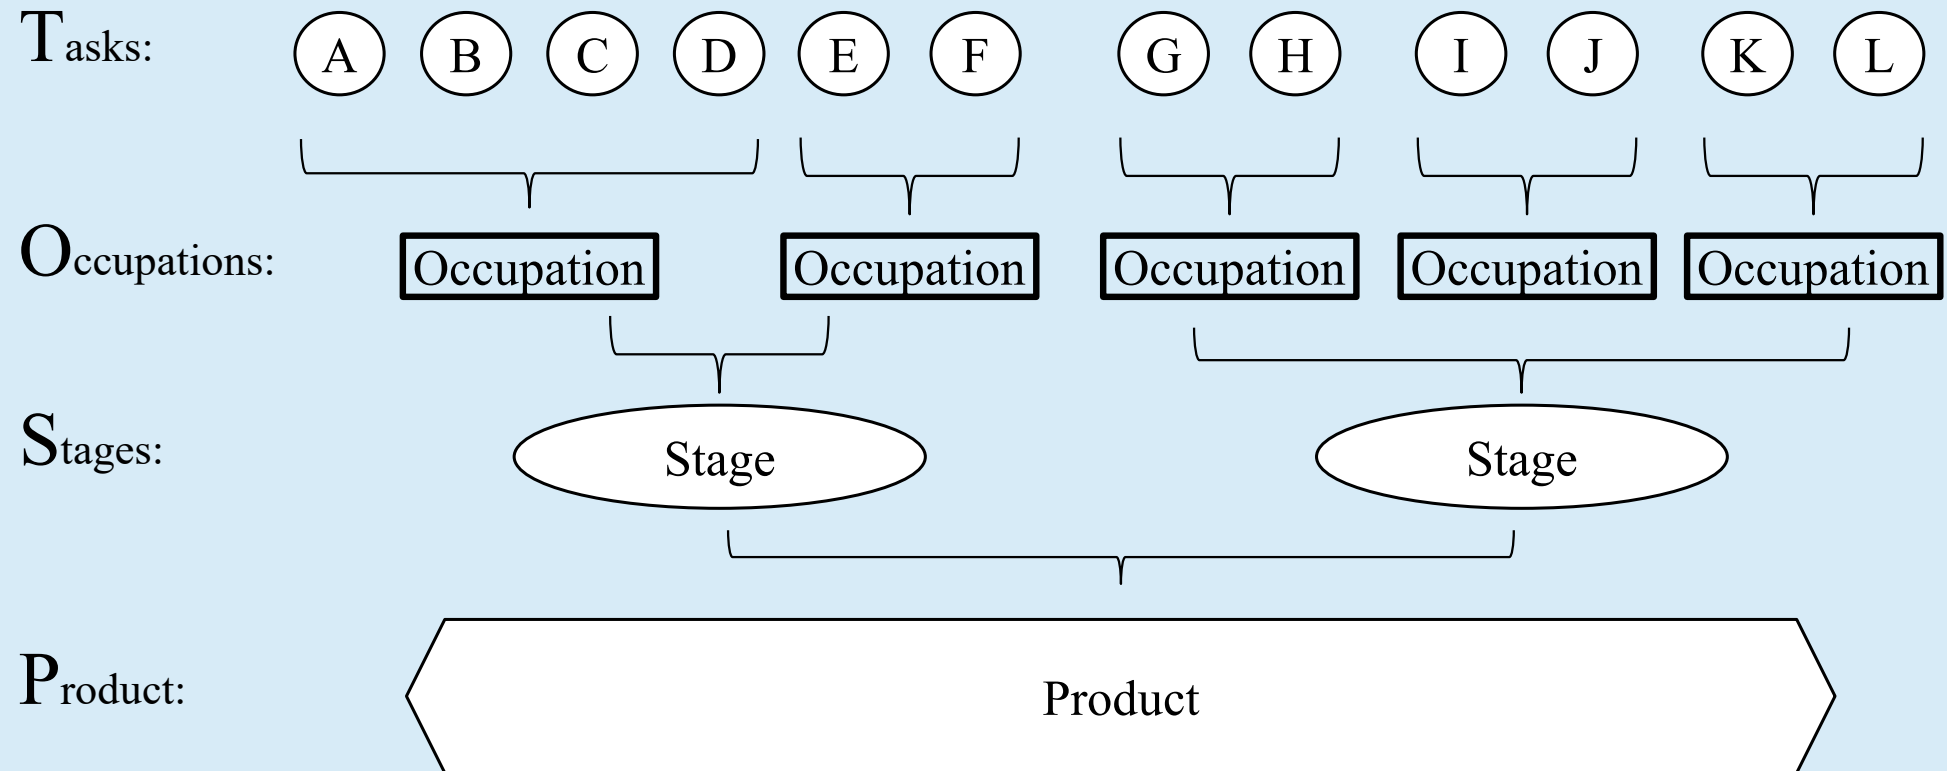 Tasks: A B C D E F G H I J K L
Occupations: Occupation Occupation Occupation Occupation Occupation
Stages: Stage Stage
Product: Product